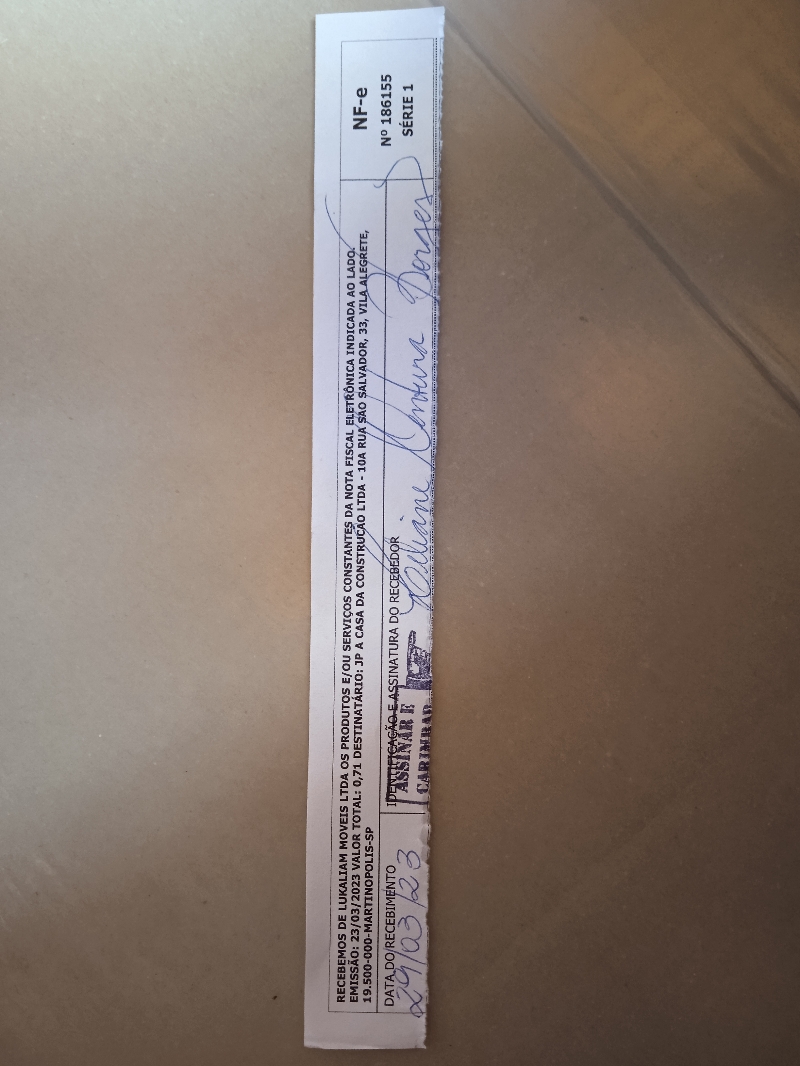 RECEBEMOS DE LUKALIAM MOVEIS LTDA OS PRODUTOS E/OU SERVIÇOS CONSTANTES DA NOTA FISCAL ELETRÔNICA INDICADA AO LADO.
EMISSÃO: 23/03/2023 VALOR TOTAL: 0,71 DESTINATÁRIO: JP A CASA DA CONSTRUÇÃO LTDA - 10A RUA SÃO SALVADOR, 33, VILA ALEGRETE,
19.500-000-MARTINOPOLIS-SP
NF-e
Nº 186155
SÉRIE 1
DATA DO RECEBIMENTO
29/03/23
IDENTIFICAÇÃO E ASSINATURA DO RECEBEDOR
ASSINAR E
CARIMBAR
Ventura Borges